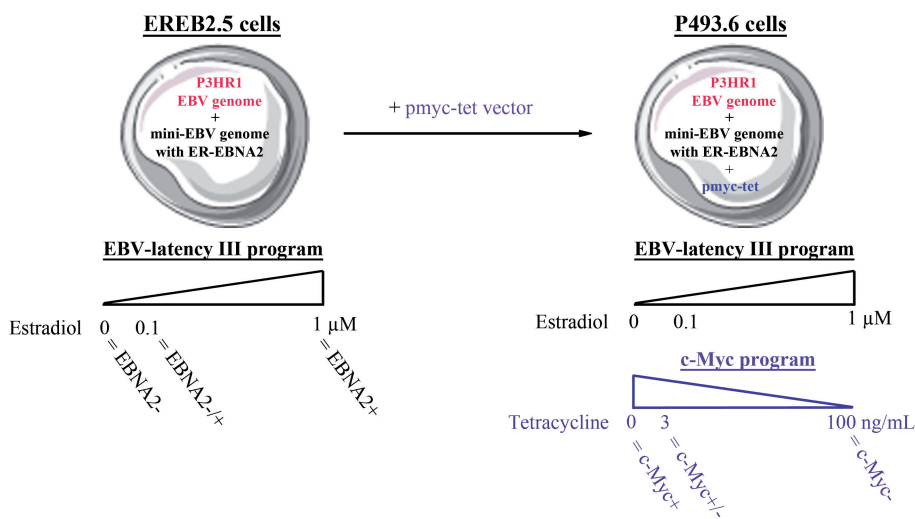 EREB2.5 cells
P3HR1
EBV genome
+
mini-EBV genome
with ER-EBNA2
+ pmyc-tet vector
P493.6 cells
P3HR1
EBV genome
+
mini-EBV genome
with ER-EBNA2
+
pmyc-tet
EBV-latency III program
Estradiol 0 0.1 1 µM
= EBNA2-
= EBNA2-/+
= EBNA2+
EBV-latency III program
Estradiol 0 0.1 1 µM
c-Myc program
Tetracycline 0 3 100 ng/mL
= c-Myc+
= c-Myc+/-
= c-Myc-